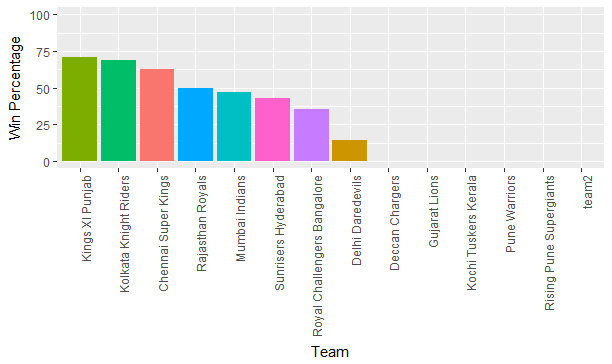 100
75
50
25
0
Win Percentage
Kings XI Punjab
Kolkata Knight Riders
Chennai Super Kings
Rajasthan Royals
Mumbai Indians
Sunrisers Hyderabad
Royal Challengers Bangalore
Delhi Daredevils
Deccan Chargers
Gujarat Lions
Kochi Tuskers Kerala
Pune Warriors
Rising Pune Supergiants
team2
Team